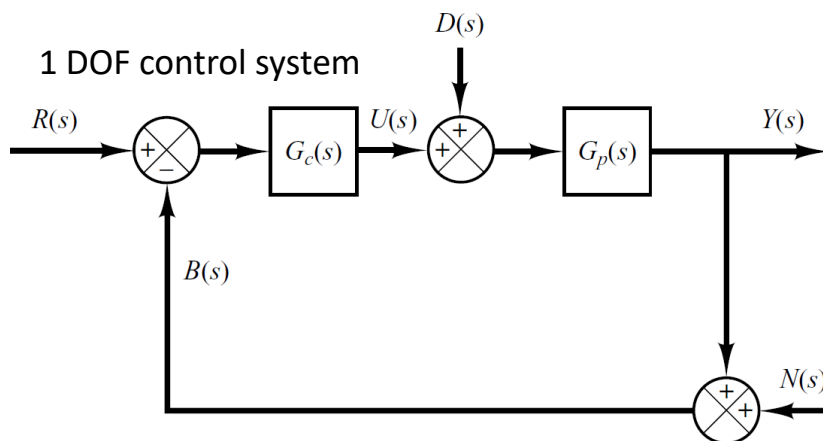 D(s)
1 DOF control system
R(s)
U(s)
Y(s)
+
+
+
−
G_c(s)
G_p(s)
B(s)
N(s)
+
+